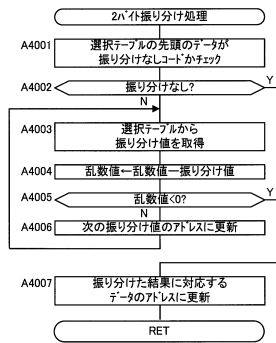 2ﾊﾞｲﾄ振り分け処理
A4001
選択テーブルの先頭のデータが
振り分けなしコードかチェック
A4002
振り分けなし?
Y
N
A4003
選択テーブルから
振り分け値を取得
A4004
乱数値←乱数値ー振り分け値
A4005
乱数値<0?
Y
N
A4006
次の振り分け値のアドレスに更新
A4007
振り分けた結果に対応する
データのアドレスに更新
RET